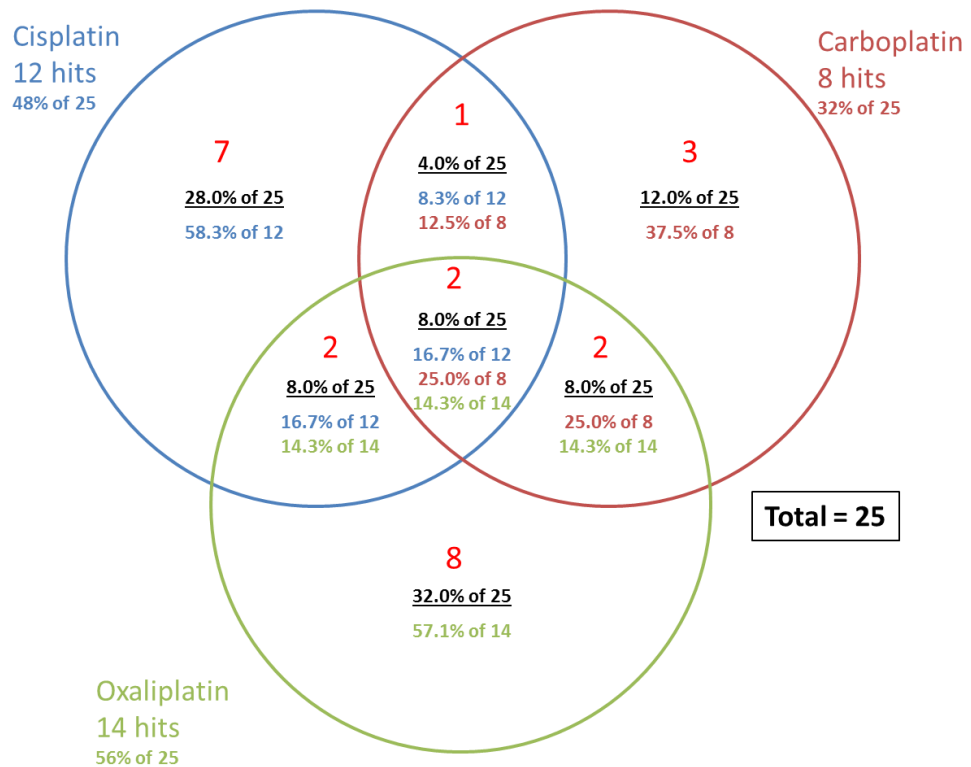 Cisplatin
12 hits
48% of 25
Carboplatin
8 hits
32% of 25
7
28.0% of 25
58.3% of 12
1
4.0% of 25
8.3% of 12
12.5% of 8
3
12.0% of 25
37.5% of 8
2
8.0% of 25
16.7% of 12
14.3% of 14
2
8.0% of 25
16.7% of 12
25.0% of 8
14.3% of 14
2
8.0% of 25
25.0% of 8
14.3% of 14
Total = 25
8
32.0% of 25
57.1% of 14
Oxaliplatin
14 hits
56% of 25